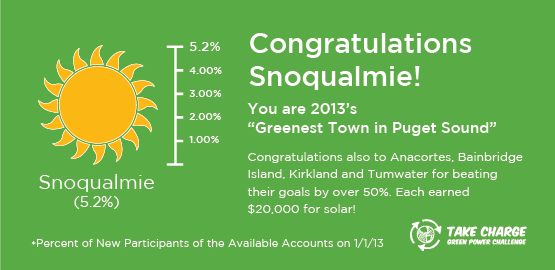 5.2%
4.00%
3.00%
2.00%
1.00%
Snoqualmie
(5.2%)
Congratulations
Snoqualmie!
You are 2013's
“Greenest Town in Puget Sound”
Congratulations also to Anacortes, Bainbridge
Island, Kirkland and Tumwater for beating
their goals by over 50%. Each earned
$20,000 for solar!
♦Percent of New Participants of the Available Accounts on 1/1/13
TAKE CHARGE
GREEN POWER CHALLENGE